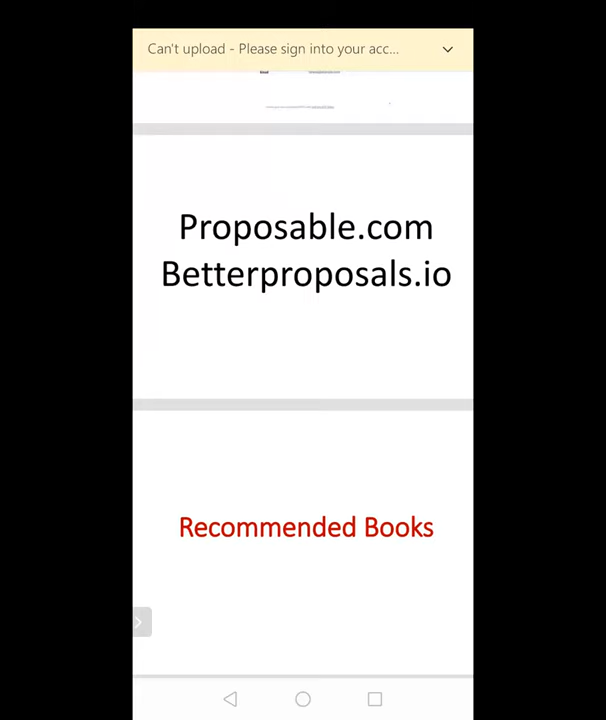 Can't upload - Please sign into your acc...
Proposable.com
Betterproposals.io
Recommended Books